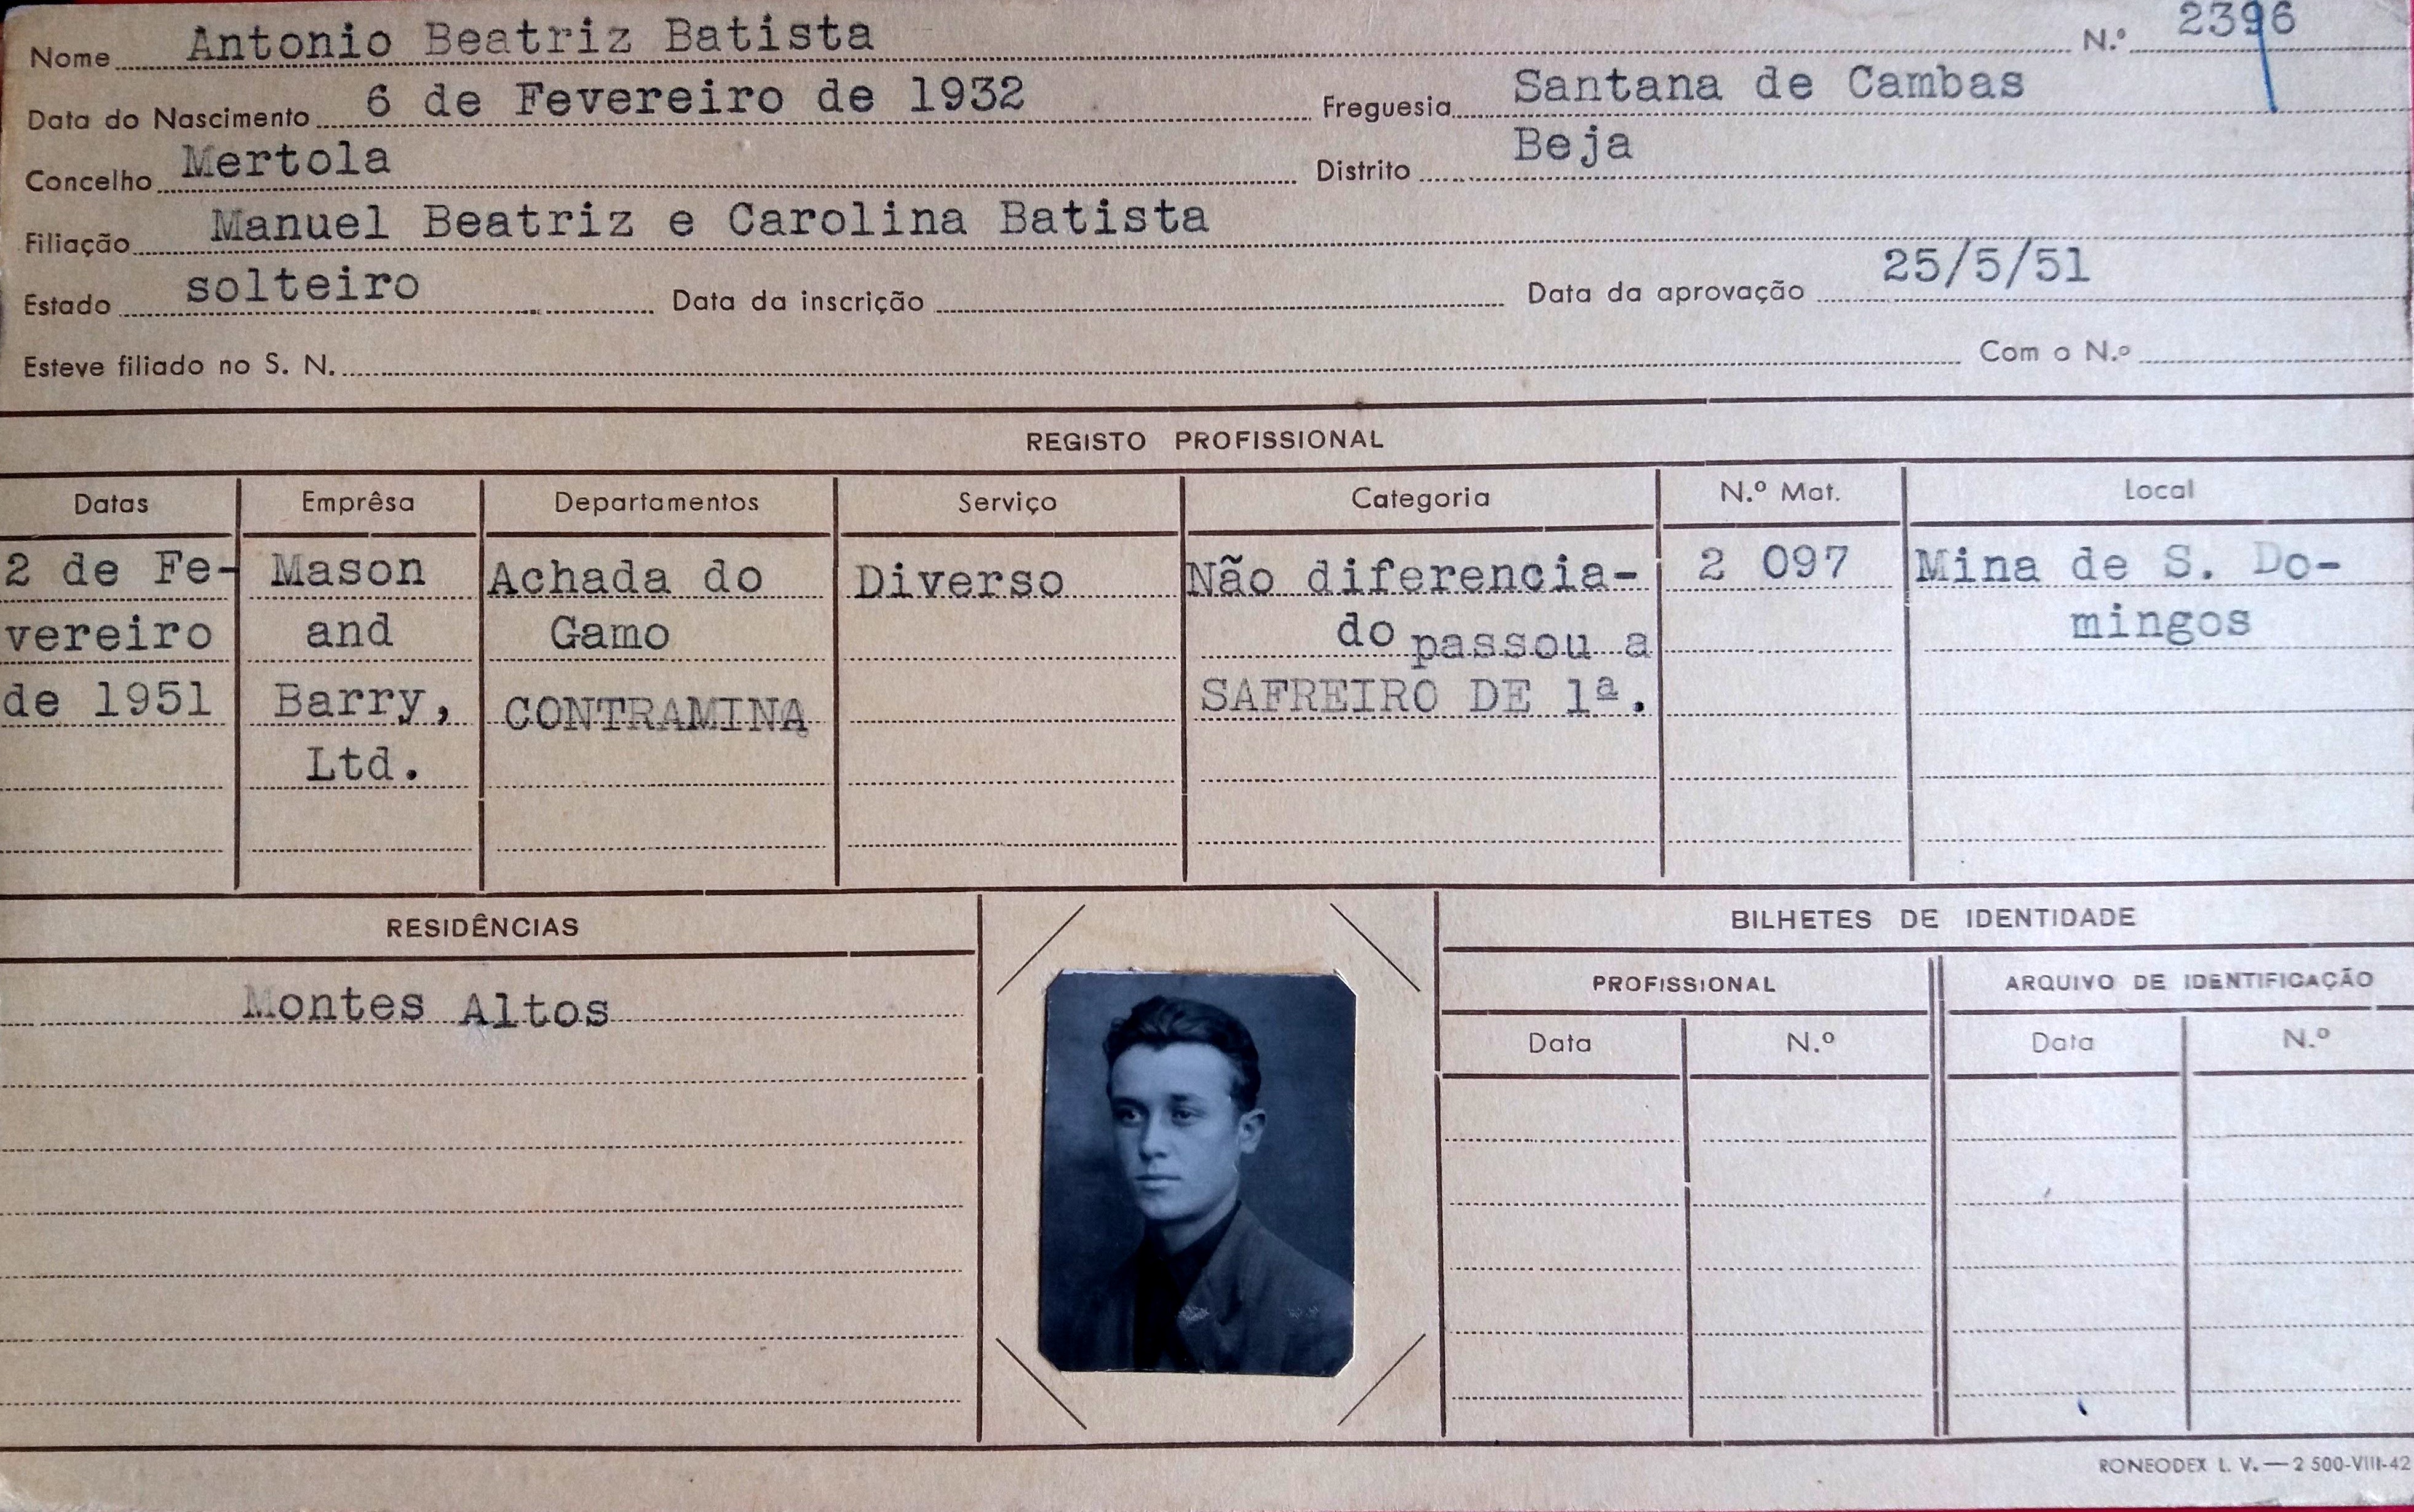 Nome Antonio Beatriz Batista N.º 2396
Data do Nascimento 6 de Fevereiro de 1932 Freguesia Santana de Cambas
Concelho Mertola Distrito Beja
Filiação Manuel Beatriz e Carolina Batista
Estado solteiro Data da inscrição Data da aprovação 25/5/51
Esteve filiado no S. N. Com o N.º
REGISTO PROFISSIONAL
Datas Emprêsa Departamentos Serviço Categoria N.º Mat. Local
2 de Fe- Mason Achada do Diverso Não diferencia- 2 097 Mina de S. Do-
vereiro and Gamo do passou a mingos
de 1951 Barry, CONTRAMINA SAFREIRO DE 1ª.
Ltd.
RESIDÊNCIAS BILHETES DE IDENTIDADE
PROFISSIONAL ARQUIVO DE IDENTIFICAÇÃO
Montes Altos
Data N.º Data N.º
RONEODEX L. V. — 2 500-VIII-42